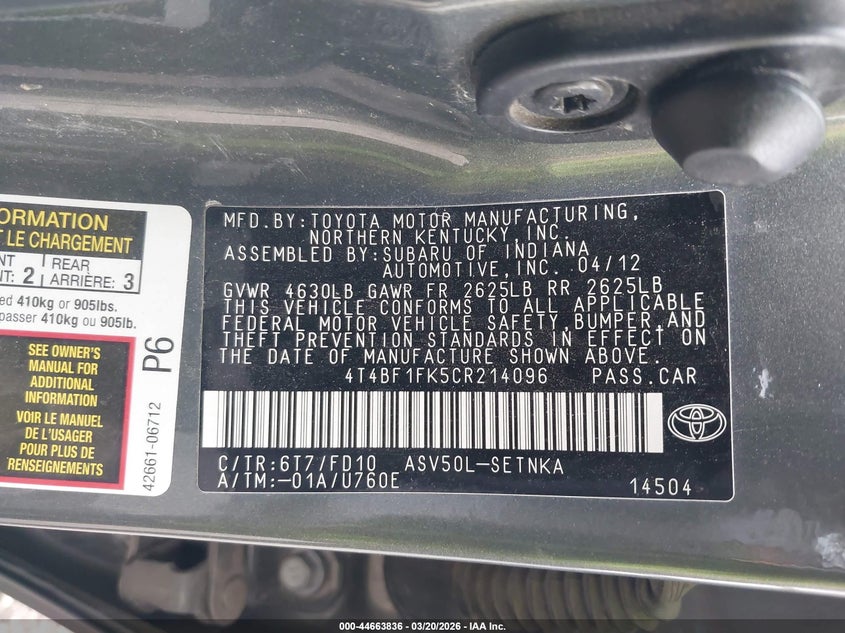 ORMATION
T LE CHARGEMENT
NT
NT: 2
REAR
ARRIÈRE: 3
ed 410kg or 905lbs.
passer 410kg ou 905lb.
SEE OWNER'S
MANUAL FOR
ADDITIONAL
INFORMATION
VOIR LE MANUEL
DE L'USAGER
POUR PLUS DE
RENSEIGNEMENTS
P6
42661-06712
MFD.BY:TOYOTA MOTOR MANUFACTURING,
NORTHERN KENTUCKY, INC.
ASSEMBLED BY:SUBARU OF INDIANA
AUTOMOTIVE,INC. 04/12
GVWR 4630LB GAWR FR 2625LB RR 2625LB
THIS VEHICLE CONFORMS TO ALL APPLICABLE
FEDERAL MOTOR VEHICLE SAFETY,BUMPER,AND
THEFT PREVENTION STANDARDS IN EFFECT ON
THE DATE OF MANUFACTURE SHOWN ABOVE.
4T4BF1FK5CR214096 PASS.CAR
C/TR:6T7/FD10 ASV50L-SETNKA
A/TM:-01A/U760E 14504
000-44663836 - 03/20/2026 - IAA Inc.